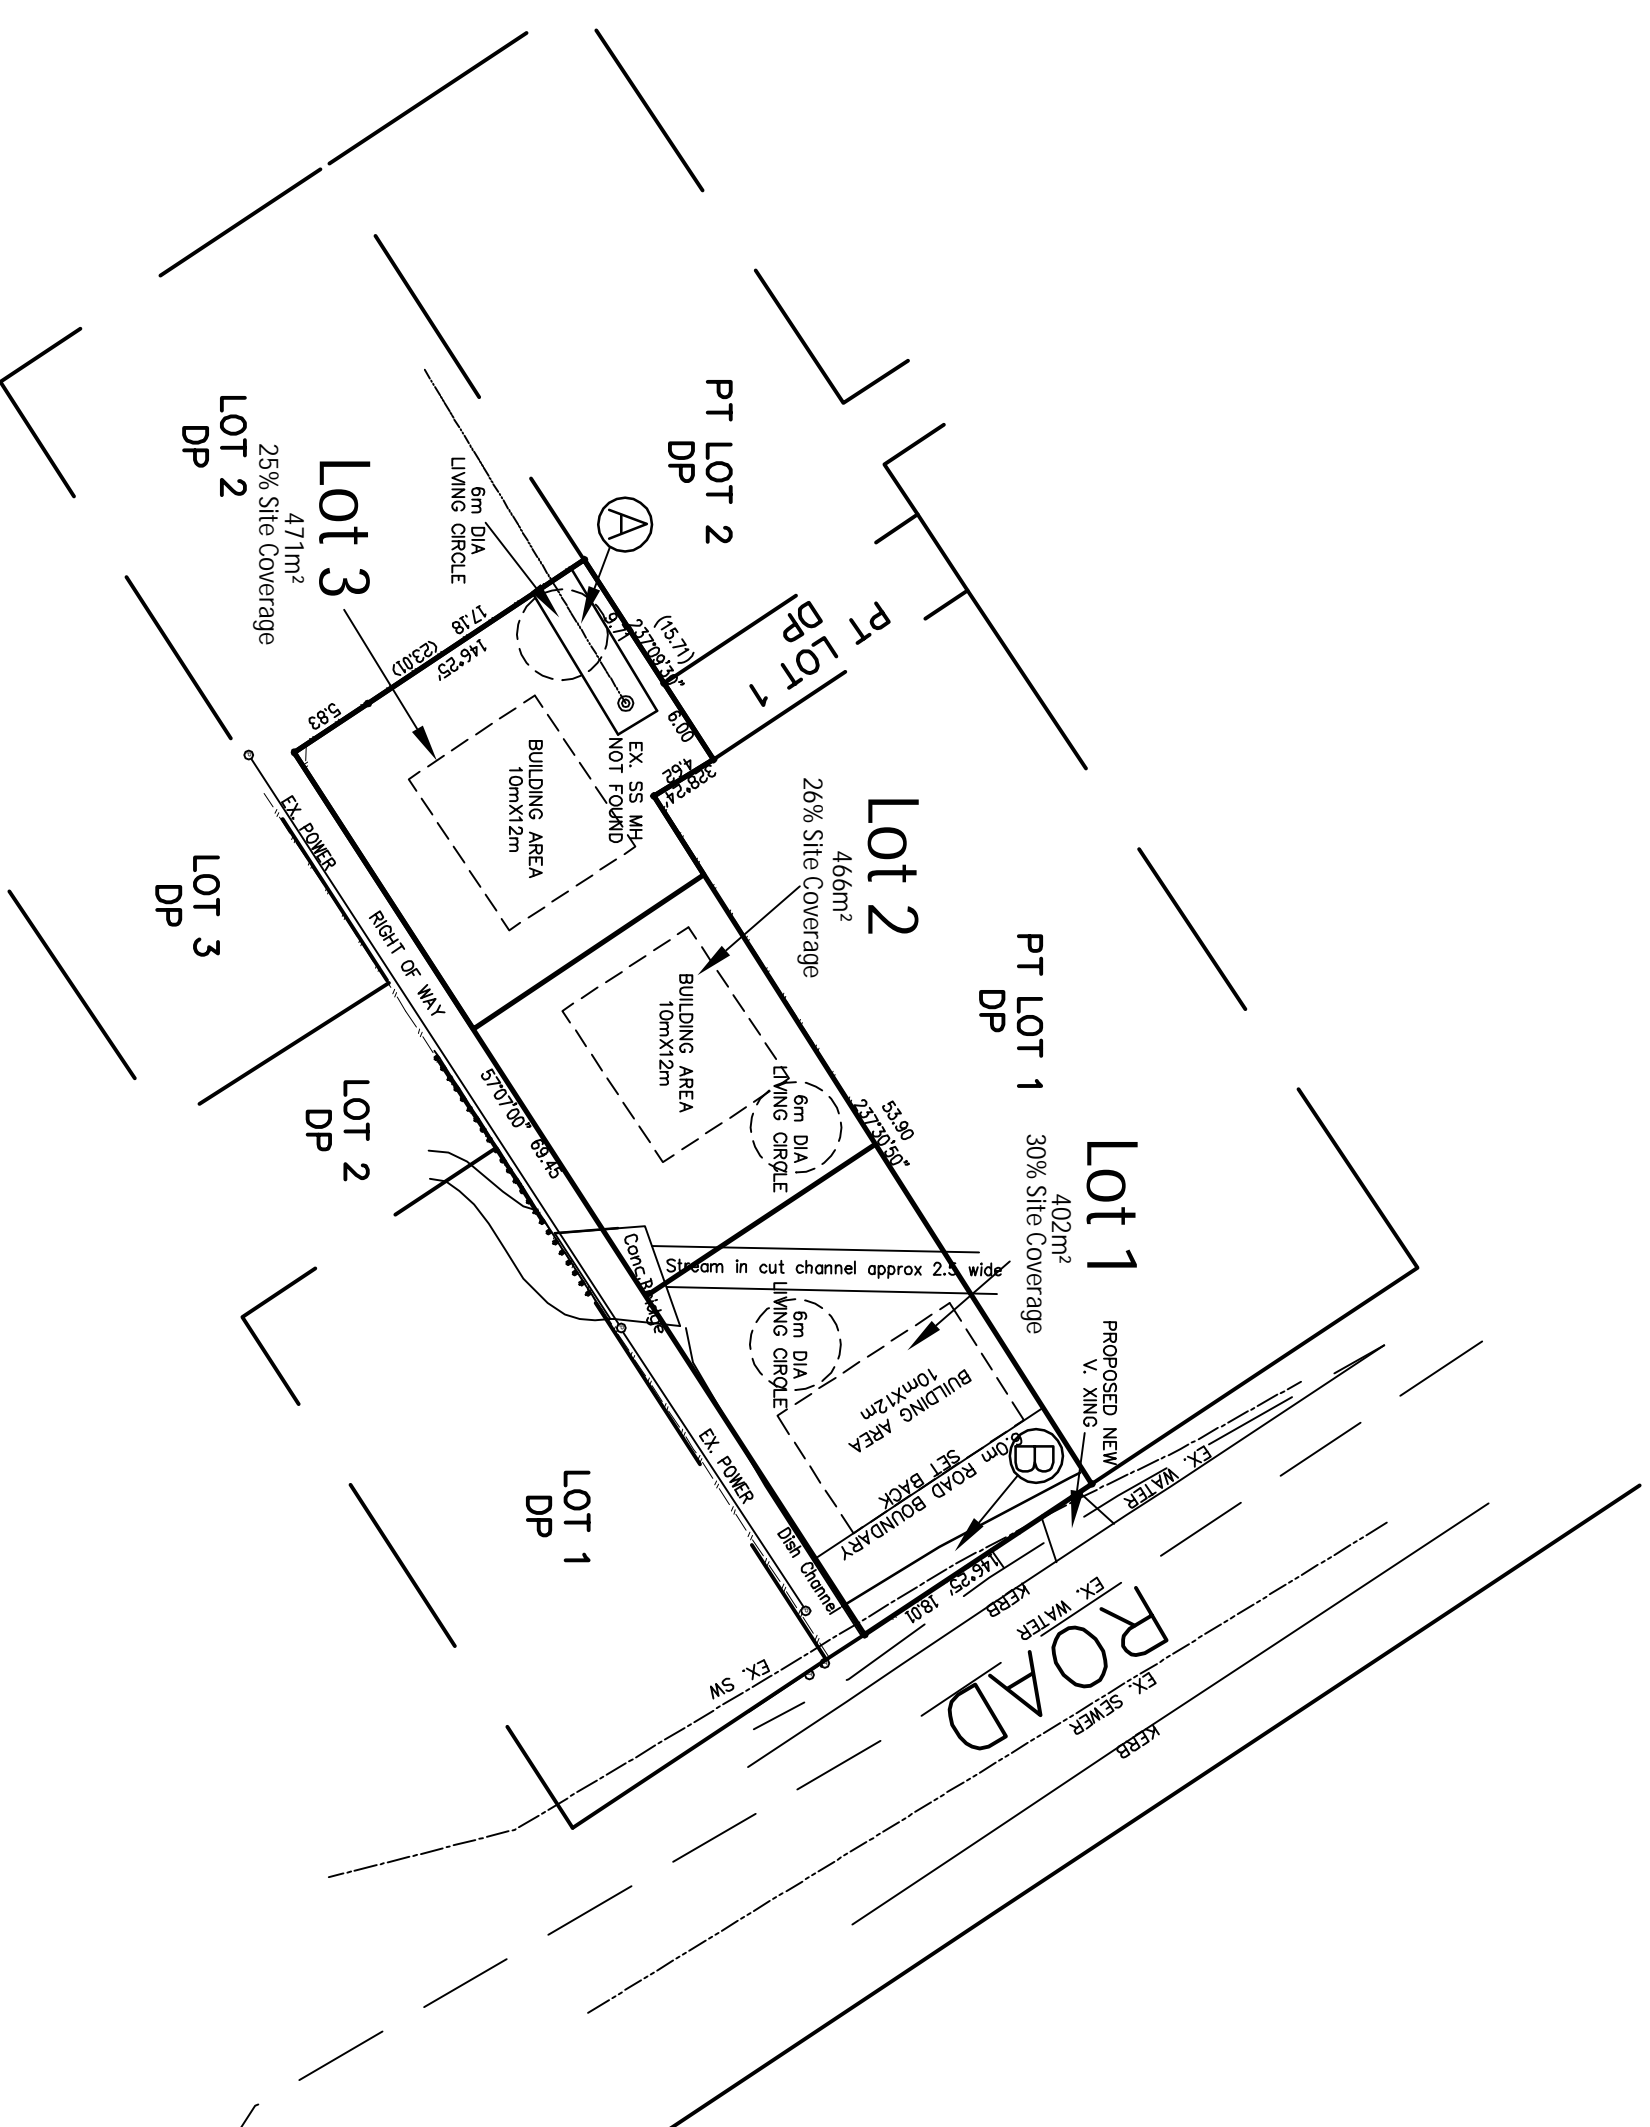 PT LOT 2
DP
LOT 2
DP
Lot 3
471m²
25% Site Coverage
6m DIA
LIVING CIRCLE
A
9.71
237°09'30"
(15.71)
6.00
PT
LOT 1
DP
17.18
146°25'
(23.01)
5.83
328°24'
BUILDING AREA
10mX12m
EX. SS MH
NOT FOUND
EX. POWER
RIGHT OF WAY
LOT 3
DP
Lot 2
466m²
26% Site Coverage
BUILDING AREA
10mX12m
6m DIA
LIVING CIRCLE
PT LOT 1
DP
53.90
237°30'50"
57°07'00" 69.45
LOT 2
DP
Lot 1
402m²
30% Site Coverage
Conc.Bridge
Stream in cut channel approx 2.5 wide
6m DIA
LIVING CIRCLE
BUILDING AREA
10mX12m
PROPOSED NEW
V. XING
6.0m ROAD BOUNDARY
SET BACK
B
EX. POWER
Dish Channel
LOT 1
DP
146°25'
18.01
EX. WATER
KERB
EX. WATER
ROAD
EX. SW
EX. SEWER
KERB